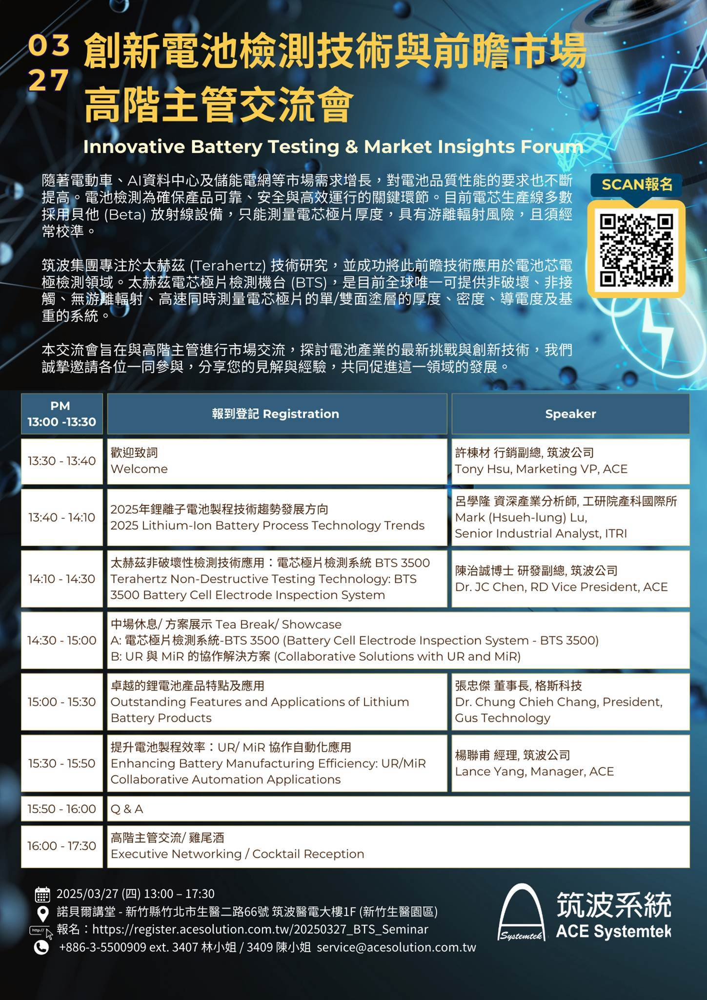 03
27
創新電池檢測技術與前瞻市場
高階主管交流會
Innovative Battery Testing & Market Insights Forum
隨著電動車、AI資料中心及儲能電網等市場需求增長，對電池品質性能的要求也不斷
提高。電池檢測為確保產品可靠、安全與高效運行的關鍵環節。目前電芯生產線多數
採用貝他 (Beta) 放射線設備，只能測量電芯極片厚度，具有游離輻射風險，且須經
常校準。
筑波集團專注於太赫茲 (Terahertz) 技術研究，並成功將此前瞻技術應用於電池芯電
極檢測領域。太赫茲電芯極片檢測機台 (BTS)，是目前全球唯一可提供非破壞、非接
觸、無游離輻射、高速同時測量電芯極片的單/雙面塗層的厚度、密度、導電度及基
重的系統。
本交流會旨在與高階主管進行市場交流，探討電池產業的最新挑戰與創新技術，我們
誠摯邀請各位一同參與，分享您的見解與經驗，共同促進這一領域的發展。
SCAN報名
PM
13:00 -13:30
報到登記 Registration
Speaker
13:30 - 13:40
歡迎致詞
Welcome
許棟材 行銷副總, 筑波公司
Tony Hsu, Marketing VP, ACE
13:40 - 14:10
2025年鋰離子電池製程技術趨勢發展方向
2025 Lithium-Ion Battery Process Technology Trends
呂學隆 資深產業分析師, 工研院產科國際所
Mark (Hsueh-lung) Lu,
Senior Industrial Analyst, ITRI
14:10 - 14:30
太赫茲非破壞性檢測技術應用：電芯極片檢測系統 BTS 3500
Terahertz Non-Destructive Testing Technology: BTS
3500 Battery Cell Electrode Inspection System
陳治誠博士 研發副總, 筑波公司
Dr. JC Chen, RD Vice President, ACE
14:30 - 15:00
中場休息/ 方案展示 Tea Break/ Showcase
A: 電芯極片檢測系統-BTS 3500 (Battery Cell Electrode Inspection System - BTS 3500)
B: UR 與 MiR 的協作解決方案 (Collaborative Solutions with UR and MiR)
15:00 - 15:30
卓越的鋰電池產品特點及應用
Outstanding Features and Applications of Lithium
Battery Products
張忠傑 董事長, 格斯科技
Dr. Chung Chieh Chang, President,
Gus Technology
15:30 - 15:50
提升電池製程效率：UR/ MiR 協作自動化應用
Enhancing Battery Manufacturing Efficiency: UR/MiR
Collaborative Automation Applications
楊聯甫 經理, 筑波公司
Lance Yang, Manager, ACE
15:50 - 16:00
Q & A
16:00 - 17:30
高階主管交流/ 雞尾酒
Executive Networking / Cocktail Reception
2025/03/27 (四) 13:00 – 17:30
諾貝爾講堂 - 新竹縣竹北市生醫二路66號 筑波醫電大樓1F (新竹生醫園區)
http://
報名：https://register.acesolution.com.tw/20250327_BTS_Seminar
+886-3-5500909 ext. 3407 林小姐 / 3409 陳小姐 service@acesolution.com.tw
Systemtek
筑波系統
ACE Systemtek